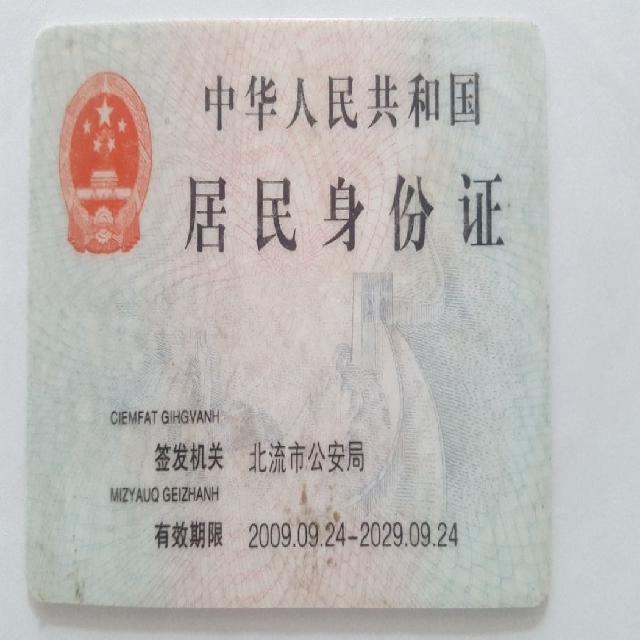 中华人民共和国
居民身份证
CIEMFAT GIHGVANH
签发机关 北流市公安局
MIZYAUQ GEIZHANH
有效期限 2009.09.24-2029.09.24